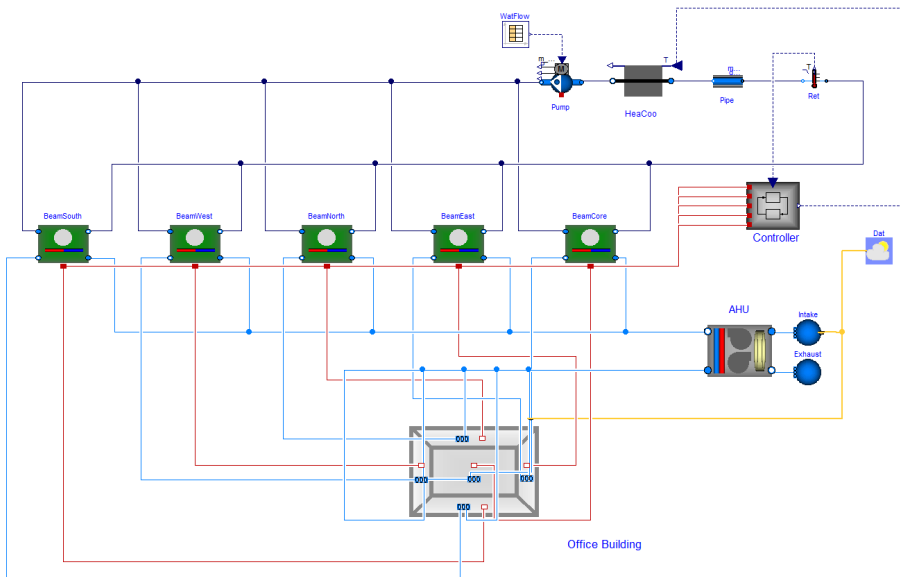 WatFlow
m...
M
T
m...
T
Pump
HeaCoo
Pipe
Ret
BeamSouth
BeamWest
BeamNorth
BeamEast
BeamCore
Controller
Dat
AHU
Intake
Exhaust
Office Building